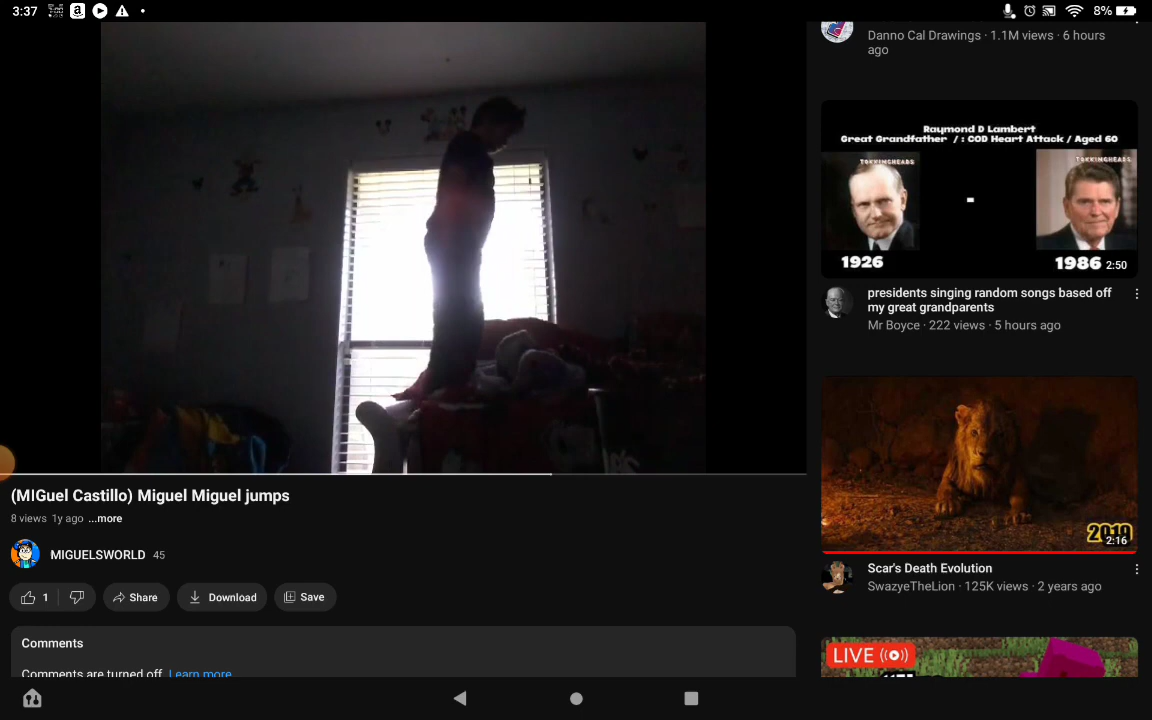 3:37
8%
Danno Cal Drawings · 1.1M views · 6 hours
ago
Raymond D Lambert
Great Grandfather / : COD Heart Attack / Aged 60
TOKKINGHEADS
TOKKINGHEADS
-
1926
1986
2:50
presidents singing random songs based off
my great grandparents
Mr Boyce · 222 views · 5 hours ago
2019
2:16
Scar's Death Evolution
SwazyeTheLion · 125K views · 2 years ago
LIVE
(MIGuel Castillo) Miguel Miguel jumps
8 views 1y ago ...more
MIGUELSWORLD 45
1 Share Download Save
Comments
Comments are turned off. Learn more